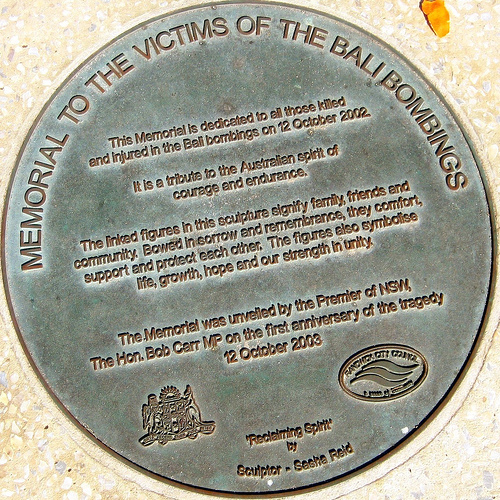 MEMORIAL TO THE VICTIMS OF THE BALI BOMBINGS
This Memorial is dedicated to all those killed
and injured in the Bali bombings on 12 October 2002.
It is a tribute to the Australian spirit of
courage and endurance.
The linked figures in this sculpture signify family, friends and
community. Bowed in sorrow and remembrance, they comfort,
support and protect each other. The figures also symbolise
life, growth, hope and our strength in unity.
The Memorial was unveiled by the Premier of NSW,
The Hon. Bob Carr MP on the first anniversary of the tragedy
12 October 2003
RANDWICK CITY COUNCIL
'Reclaiming Spirit'
by
Sculptor - Sasha Reid